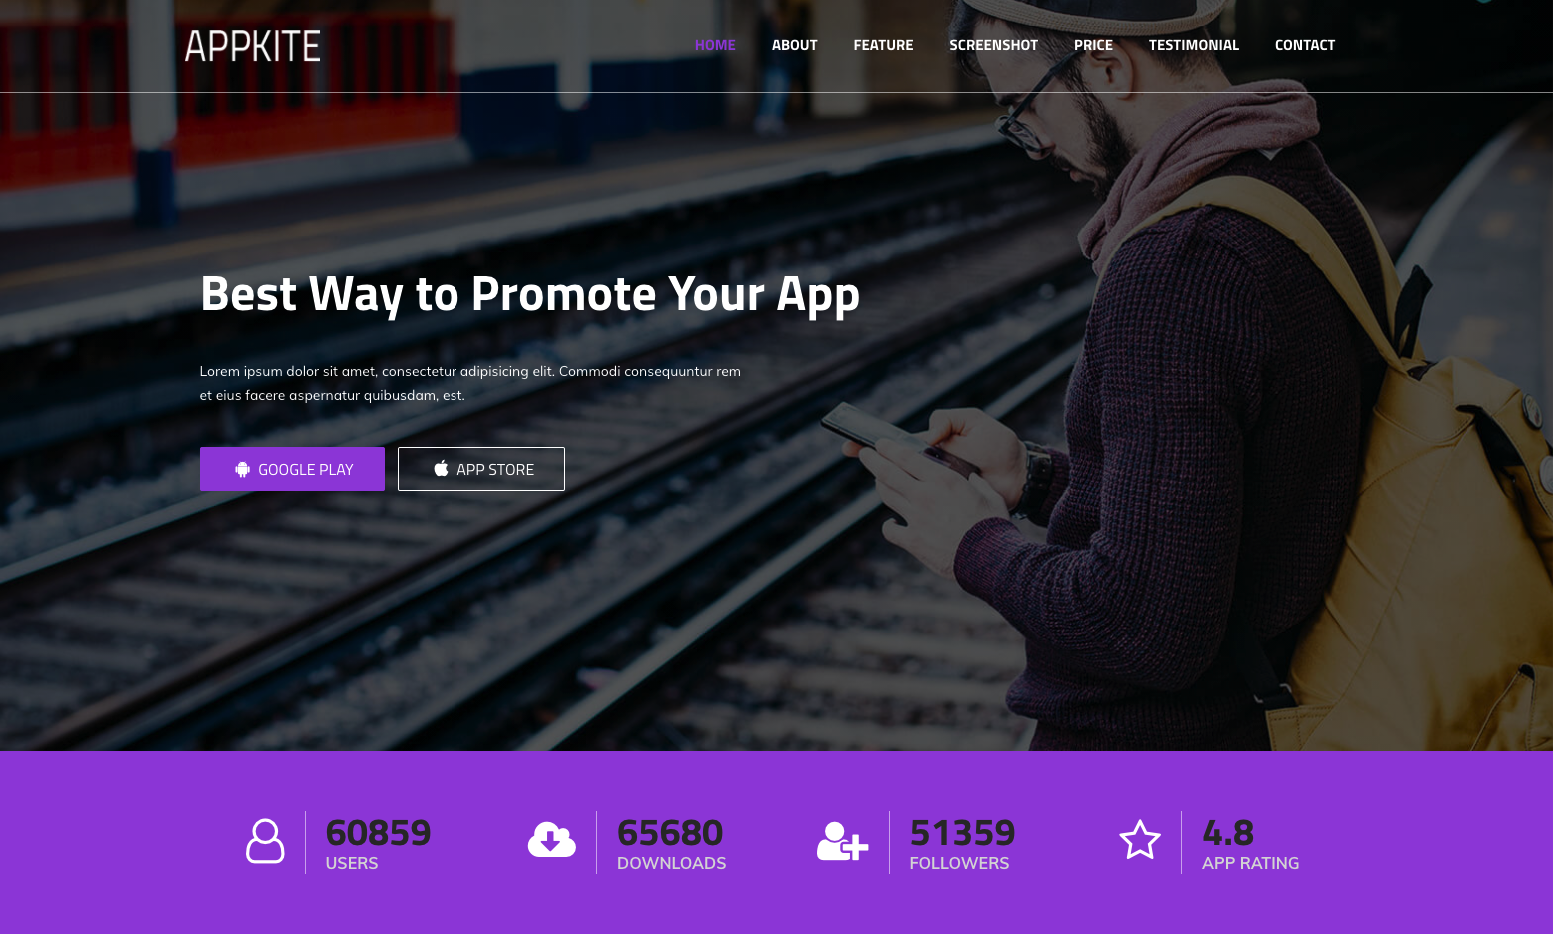 APPKITE
HOME ABOUT FEATURE SCREENSHOT PRICE TESTIMONIAL CONTACT
Best Way to Promote Your App
Lorem ipsum dolor sit amet, consectetur adipisicing elit. Commodi consequuntur rem
et eius facere aspernatur quibusdam, est.
GOOGLE PLAY
APP STORE
60859
USERS
65680
DOWNLOADS
51359
FOLLOWERS
4.8
APP RATING